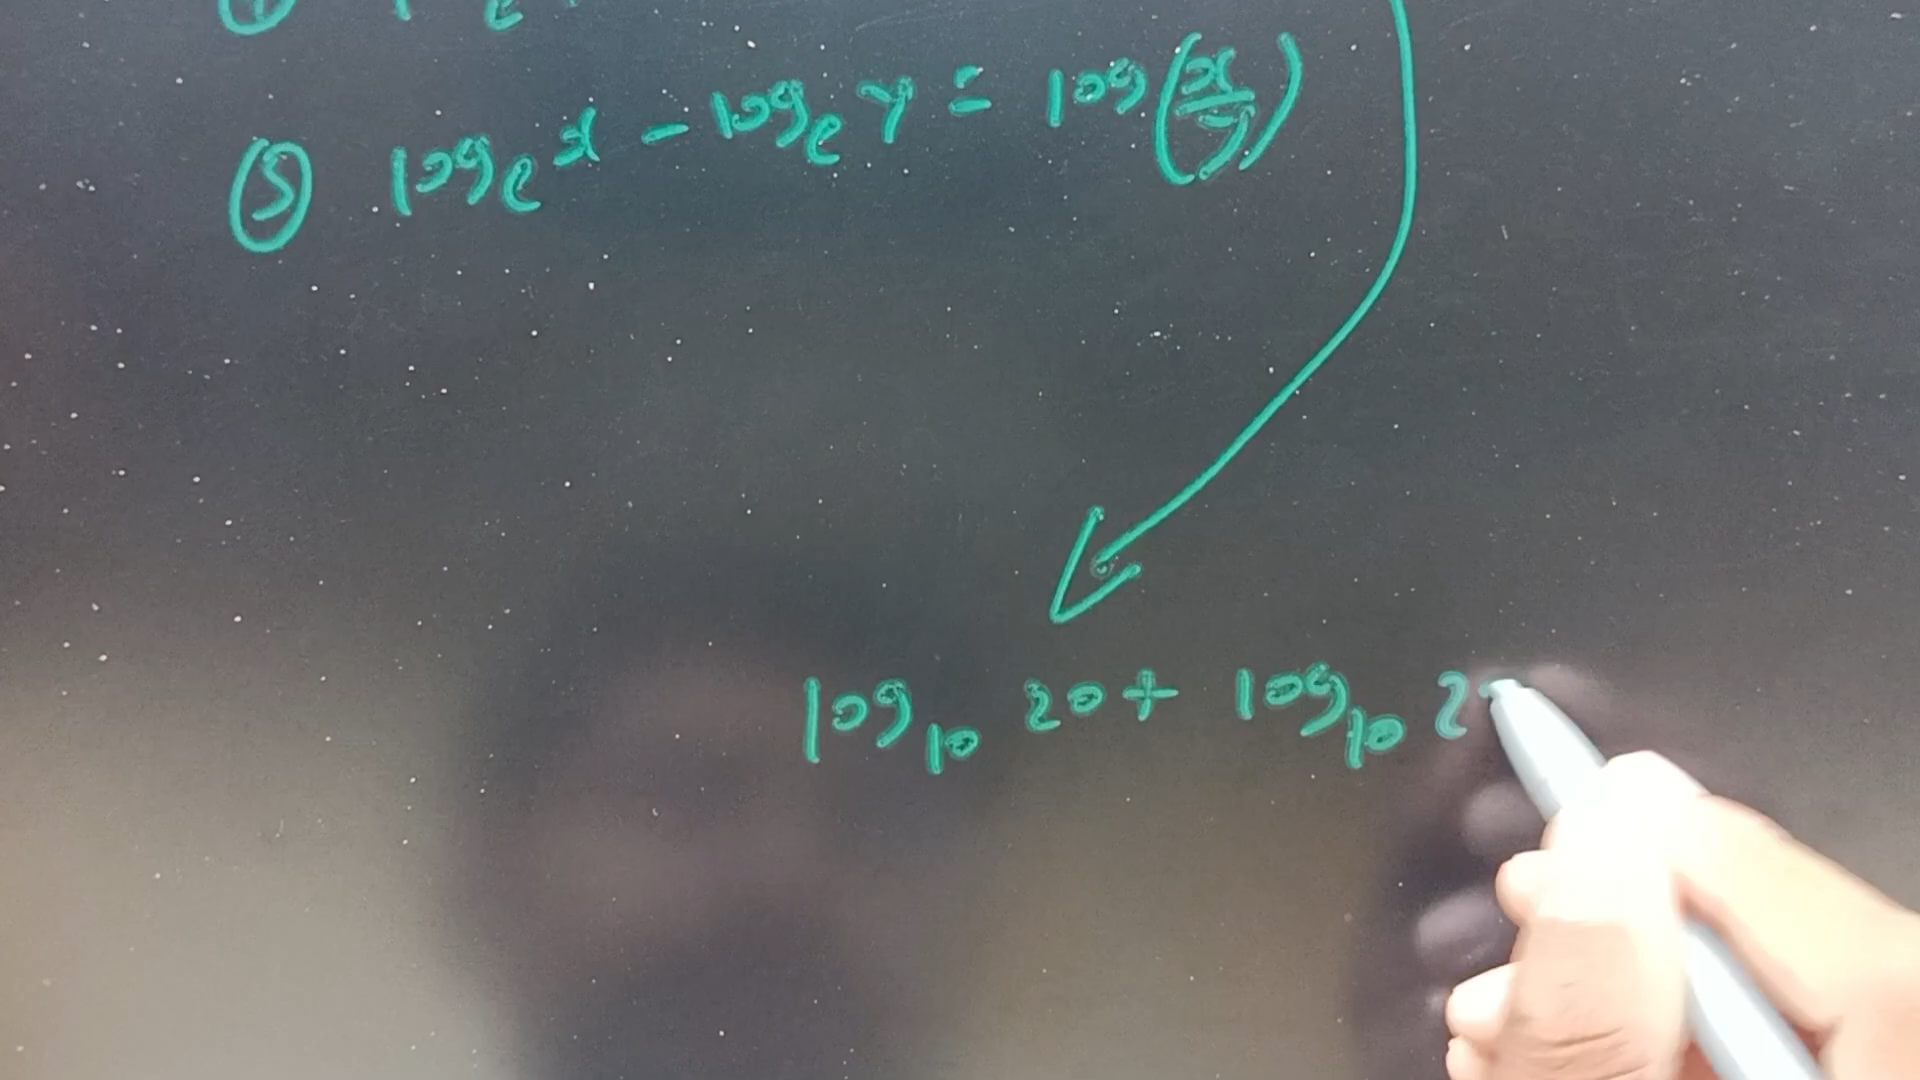 ⑤ log_e x - log_e y = log(x/y)
log_10 20 + log_10 2